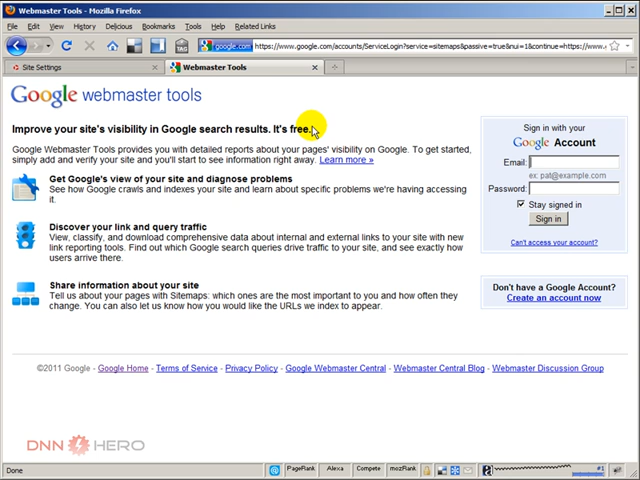 Webmaster Tools - Mozilla Firefox
File Edit View History Delicious Bookmarks Tools Help Related Links
google.com https://www.google.com/accounts/ServiceLogin?service=sitemaps&passive=true&nui=1&continue=https://www.
TAG
Site Settings
Webmaster Tools
Google webmaster tools
Improve your site's visibility in Google search results. It's free.
Google Webmaster Tools provides you with detailed reports about your pages' visibility on Google. To get started,
simply add and verify your site and you'll start to see information right away. Learn more »
Get Google's view of your site and diagnose problems
See how Google crawls and indexes your site and learn about specific problems we're having accessing
it.
Discover your link and query traffic
View, classify, and download comprehensive data about internal and external links to your site with new
link reporting tools. Find out which Google search queries drive traffic to your site, and see exactly how
users arrive there.
Share information about your site
Tell us about your pages with Sitemaps: which ones are the most important to you and how often they
change. You can also let us know how you would like the URLs we index to appear.
Sign in with your
Google Account
Email:
ex: pat@example.com
Password:
Stay signed in
Sign in
Can't access your account?
Don't have a Google Account?
Create an account now
©2011 Google - Google Home - Terms of Service - Privacy Policy - Google Webmaster Central - Webmaster Central Blog - Webmaster Discussion Group
DNN HERO
Done
PageRank Alexa Compete mozRank #1